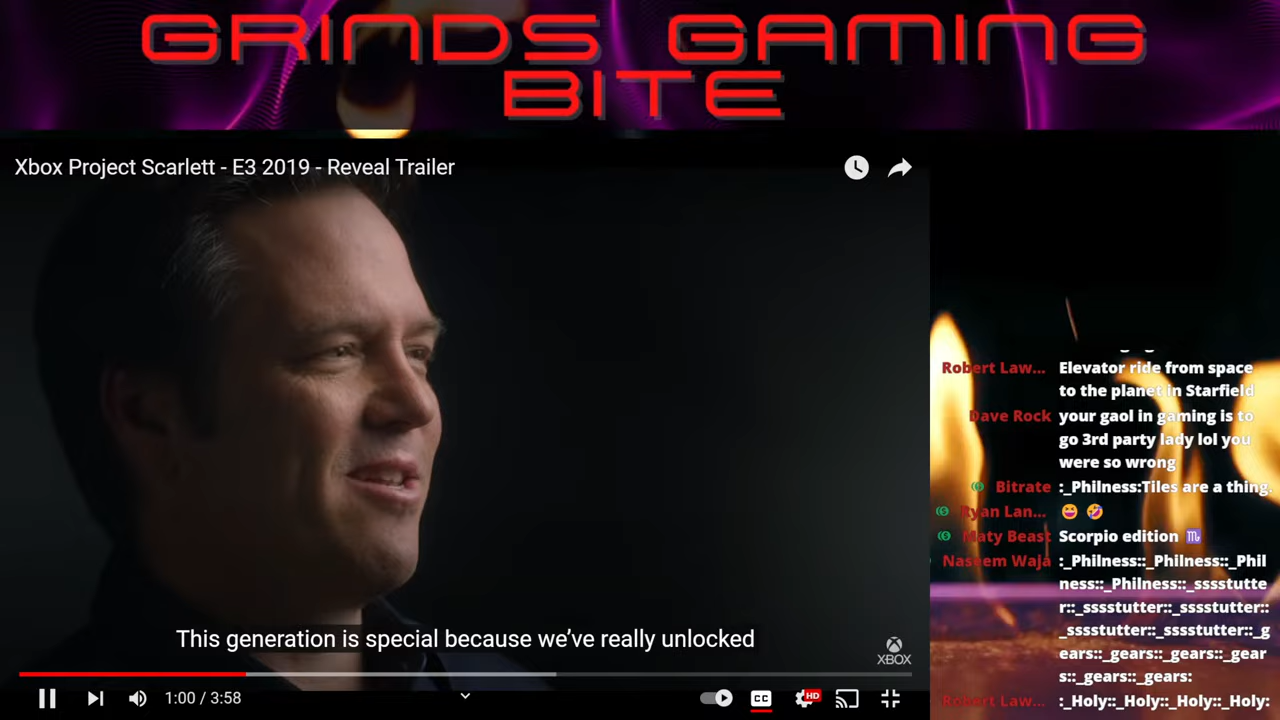 GRINDS GAMING
BITE
Xbox Project Scarlett - E3 2019 - Reveal Trailer
This generation is special because we’ve really unlocked
XBOX
1:00 / 3:58
CC
HD
Robert Law... Elevator ride from space
to the planet in Starfield
Dave Rock your gaol in gaming is to
go 3rd party lady lol you
were so wrong
Bitrate :_Philness:Tiles are a thing.
Ryan Lan... 😀 🤣
Maty Beast Scorpio edition ♏
Naseem Waja :_Philness::_Philness::_Phil
ness::_Philness::_sssstutte
r::_sssstutter::_sssstutter::
_sssstutter::_sssstutter::_g
ears::_gears::_gears::_gear
s::_gears::_gears:
Robert Law... :_Holy::_Holy::_Holy::_Holy: